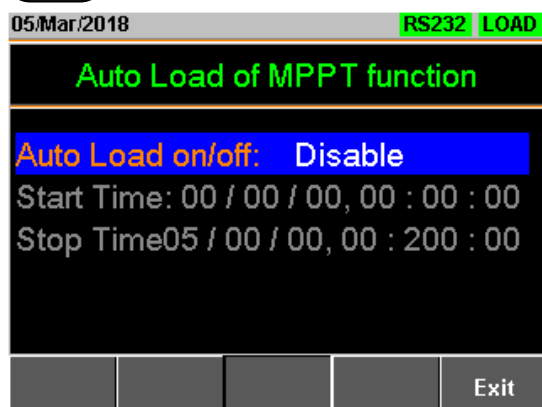 05/Mar/2018 RS232 LOAD
Auto Load of MPPT function
Auto Load on/off: Disable
Start Time: 00 / 00 / 00, 00 : 00 : 00
Stop Time05 / 00 / 00, 00 : 200 : 00
Exit